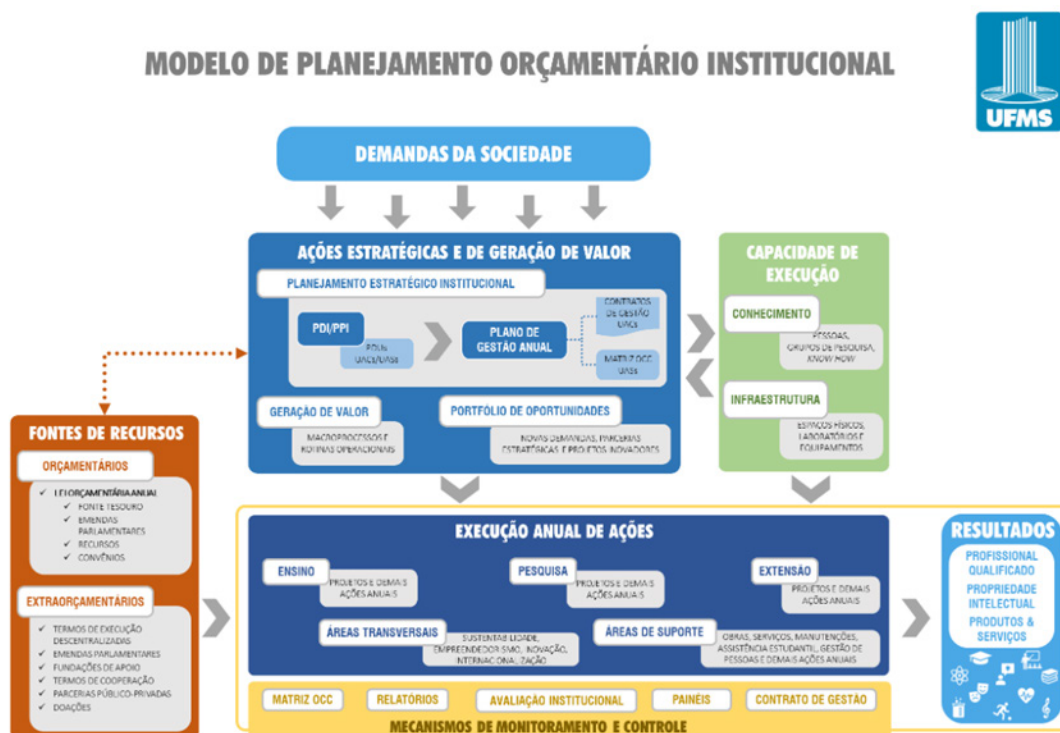 MODELO DE PLANEJAMENTO ORÇAMENTÁRIO INSTITUCIONAL
UFMS
DEMANDAS DA SOCIEDADE
AÇÕES ESTRATÉGICAS E DE GERAÇÃO DE VALOR
PLANEJAMENTO ESTRATÉGICO INSTITUCIONAL
PDI/PPI
PDUs
UACs/UASs
PLANO DE
GESTÃO ANUAL
CONTRATOS
DE GESTÃO
UACs
MATRIZ OCC
UASs
GERAÇÃO DE VALOR
MACROPROCESSOS E
ROTINAS OPERACIONAIS
PORTFÓLIO DE OPORTUNIDADES
NOVAS DEMANDAS, PARCERIAS
ESTRATÉGICAS E PROJETOS INOVADORES
CAPACIDADE DE
EXECUÇÃO
CONHECIMENTO
PESSOAS,
GRUPOS DE PESQUISA,
KNOW HOW
INFRAESTRUTURA
ESPAÇOS FÍSICOS,
LABORATÓRIOS E
EQUIPAMENTOS
FONTES DE RECURSOS
ORÇAMENTÁRIOS
✓ LEI ORÇAMENTÁRIA ANUAL
✓ FONTE TESOURO
✓ EMENDAS
PARLAMENTARES
✓ RECURSOS
✓ CONVÊNIOS
EXTRAORÇAMENTÁRIOS
✓ TERMOS DE EXECUÇÃO
DESCENTRALIZADAS
✓ EMENDAS PARLAMENTARES
✓ FUNDAÇÕES DE APOIO
✓ TERMOS DE COOPERAÇÃO
✓ PARCERIAS PÚBLICO-PRIVADAS
✓ DOAÇÕES
EXECUÇÃO ANUAL DE AÇÕES
ENSINO
PROJETOS E DEMAIS
AÇÕES ANUAIS
PESQUISA
PROJETOS E DEMAIS
AÇÕES ANUAIS
EXTENSÃO
PROJETOS E DEMAIS
AÇÕES ANUAIS
ÁREAS TRANSVERSAIS
SUSTENTABILIDADE,
EMPREENDEDORISMO, INOVAÇÃO,
INTERNACIONALIZAÇÃO
ÁREAS DE SUPORTE
OBRAS, SERVIÇOS, MANUTENÇÕES,
ASSISTÊNCIA ESTUDANTIL, GESTÃO DE
PESSOAS E DEMAIS AÇÕES ANUAIS
RESULTADOS
PROFISSIONAL
QUALIFICADO
PROPRIEDADE
INTELECTUAL
PRODUTOS &
SERVIÇOS
MATRIZ OCC
RELATÓRIOS
AVALIAÇÃO INSTITUCIONAL
PAINÉIS
CONTRATO DE GESTÃO
MECANISMOS DE MONITORAMENTO E CONTROLE